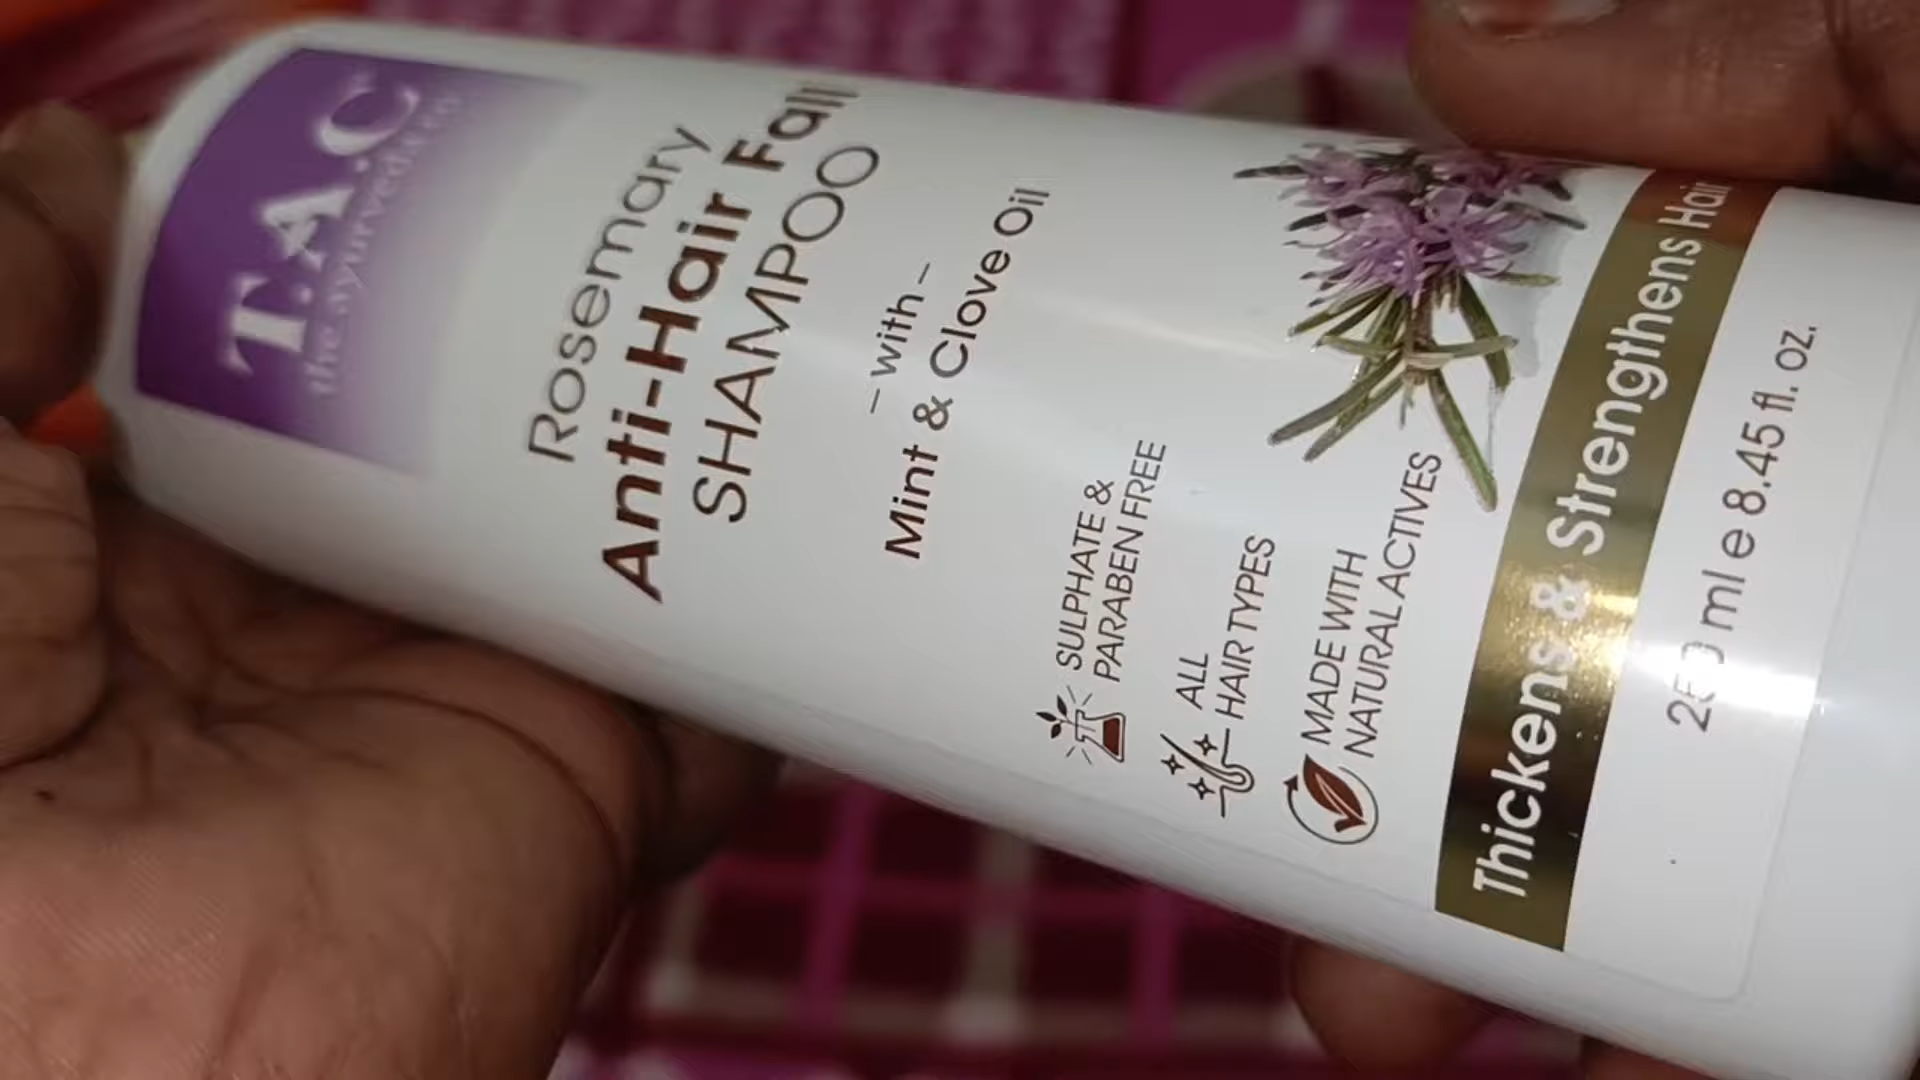 T.A.C
the ayurveda co.
Rosemary
Anti-Hair Fall
SHAMPOO
– with –
Mint & Clove Oil
SULPHATE &
PARABEN FREE
ALL
HAIR TYPES
MADE WITH
NATURAL ACTIVES
Thickens & Strengthens Hair
250 ml e 8.45 fl. oz.